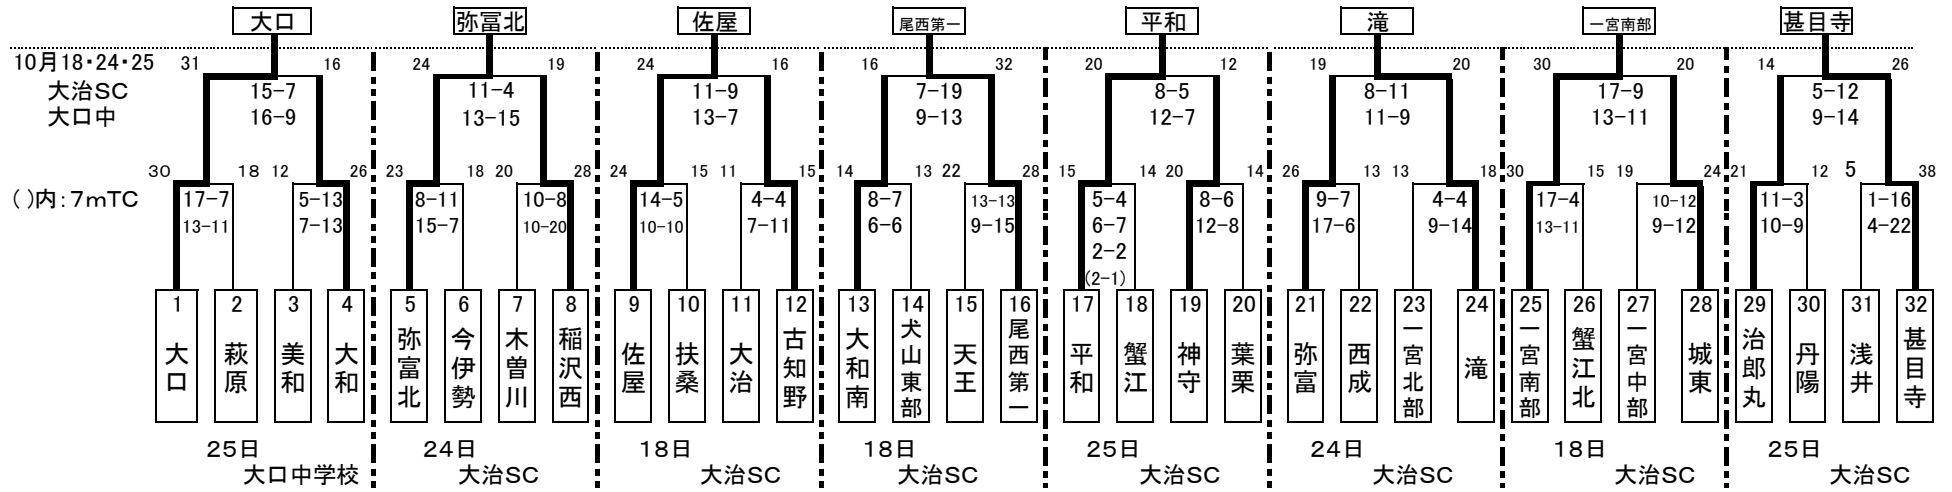 大口 弥冨北 佐屋 尾西第一 平和 滝 一宮南部 甚目寺
10月18・24・25 31 16 24 19 24 16 16 32 20 12 19 20 30 20 14 26
大治SC 15-7 11-4 11-9 7-19 8-5 8-11 17-9 5-12
大口中 16-9 13-15 13-7 9-13 12-7 11-9 13-11 9-14
30 18 12 26 23 18 20 28 24 15 11 15 14 13 22 28 15 14 20 14 26 13 13 18 30 15 19 24 21 12 5 38
( )内：7mTC 17-7 5-13 8-11 10-8 14-5 4-4 8-7 13-13 5-4 8-6 9-7 4-4 17-4 10-12 11-3 1-16
13-11 7-13 15-7 10-20 10-10 7-11 6-6 9-15 6-7 12-8 17-6 9-14 13-11 9-12 10-9 4-22
2-2
(2-1)
1 2 3 4 5 6 7 8 9 10 11 12 13 14 15 16 17 18 19 20 21 22 23 24 25 26 27 28 29 30 31 32
大口 萩原 美和 大和 弥富北 今伊勢 木曽川 稲沢西 佐屋 扶桑 大治 古知野 大和南 犬山東部 天王 尾西第一 平和 蟹江 神守 葉栗 弥富 西成 一宮北部 滝 一宮南部 蟹江北 一宮中部 城東 治郎丸 丹陽 浅井 甚目寺
25日 24日 18日 18日 25日 24日 18日 25日
大口中学校 大治SC 大治SC 大治SC 大治SC 大治SC 大治SC 大治SC